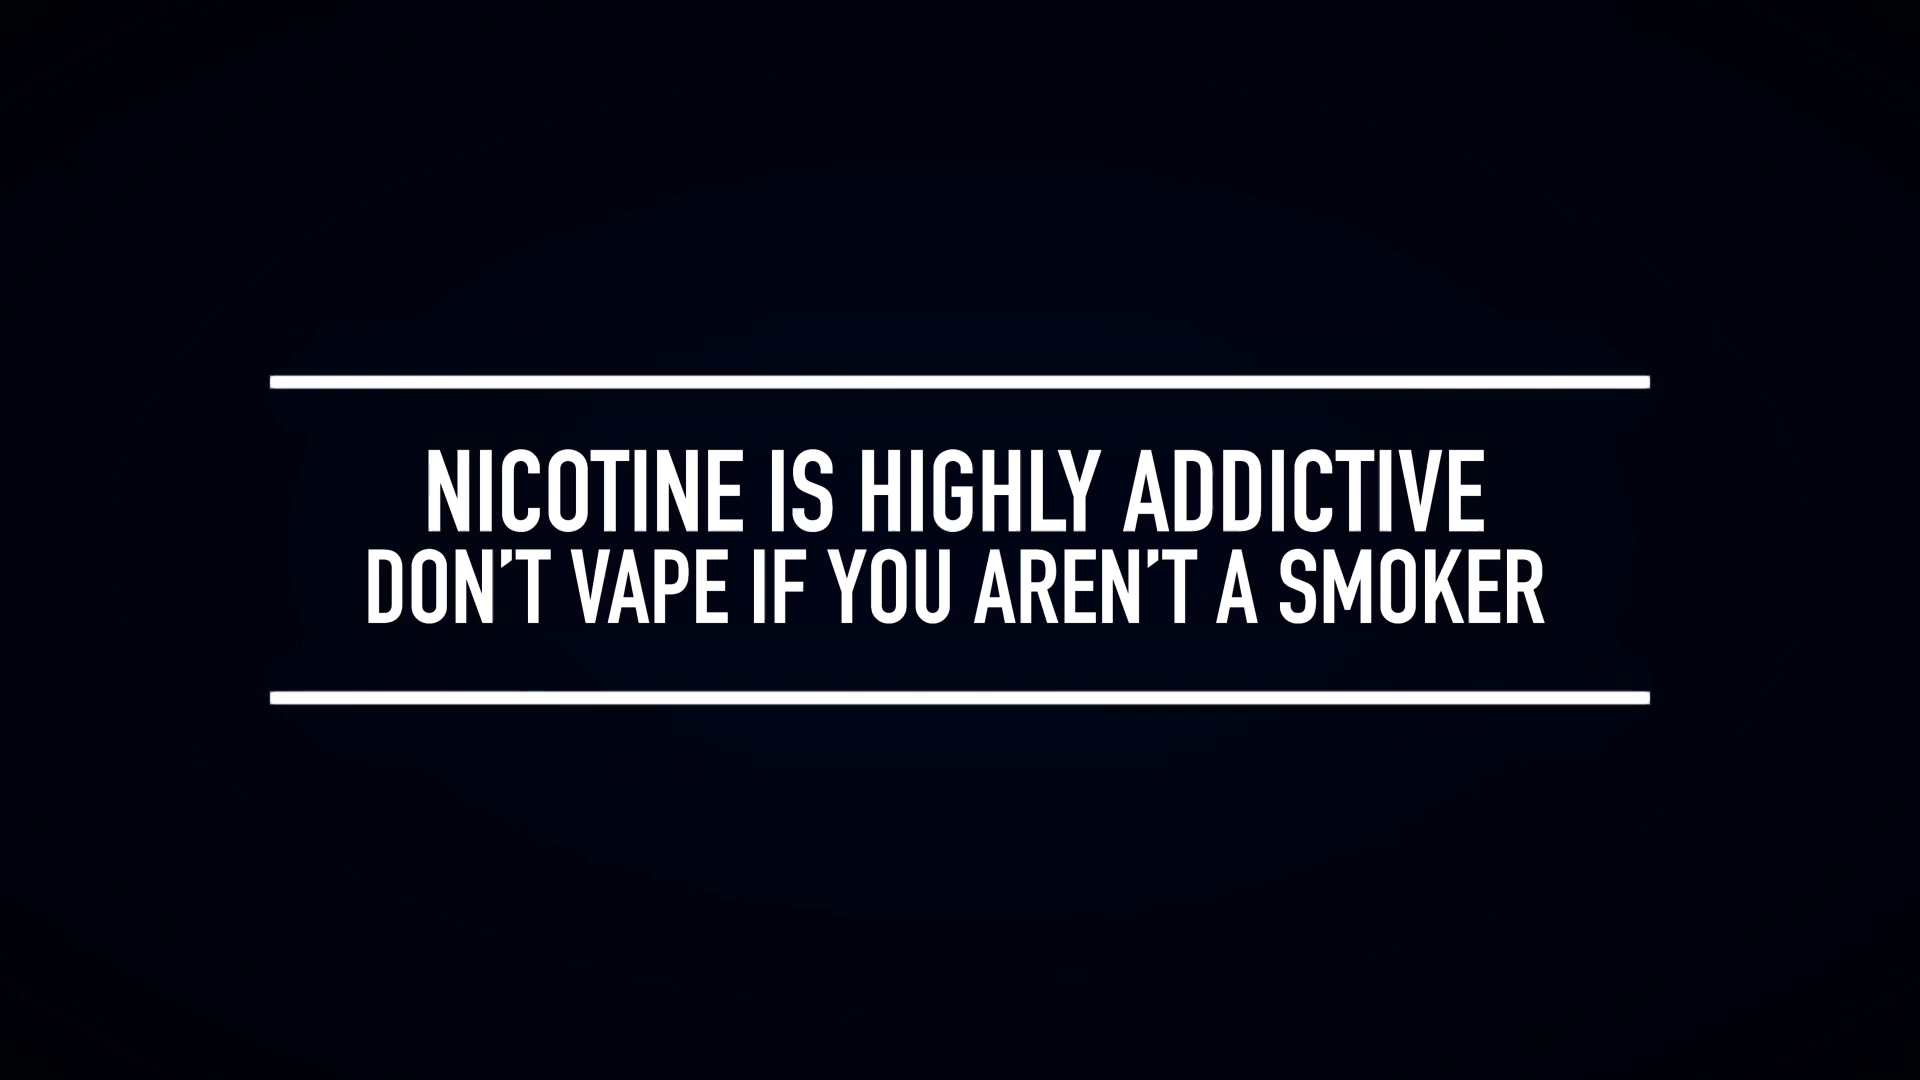 NICOTINE IS HIGHLY ADDICTIVE
DON’T VAPE IF YOU AREN’T A SMOKER